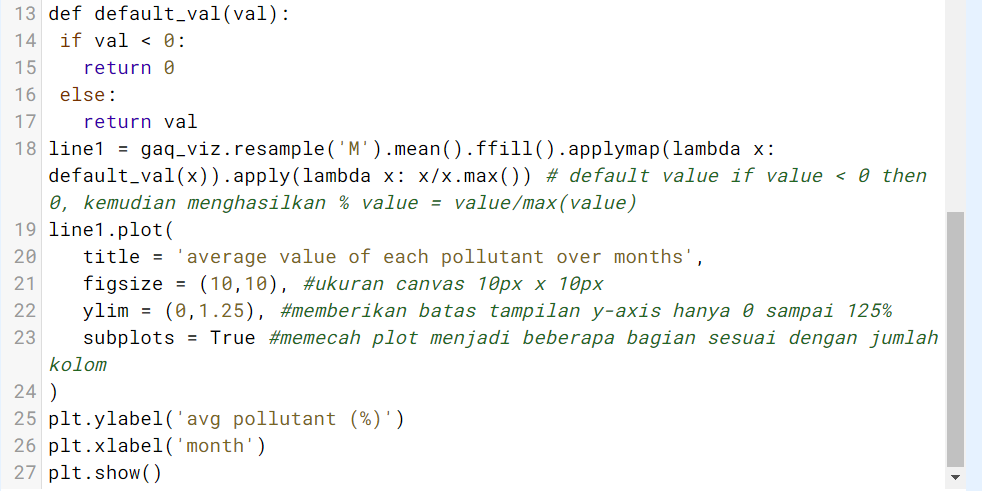 13 def default_val(val):
14  if val < 0:
15    return 0
16  else:
17    return val
18 line1 = gaq_viz.resample('M').mean().ffill().applymap(lambda x:
default_val(x)).apply(lambda x: x/x.max()) # default value if value < 0 then
0, kemudian menghasilkan % value = value/max(value)
19 line1.plot(
20    title = 'average value of each pollutant over months',
21    figsize = (10,10), #ukuran canvas 10px x 10px
22    ylim = (0,1.25), #memberikan batas tampilan y-axis hanya 0 sampai 125%
23    subplots = True #memecah plot menjadi beberapa bagian sesuai dengan jumlah
kolom
24 )
25 plt.ylabel('avg pollutant (%)')
26 plt.xlabel('month')
27 plt.show()